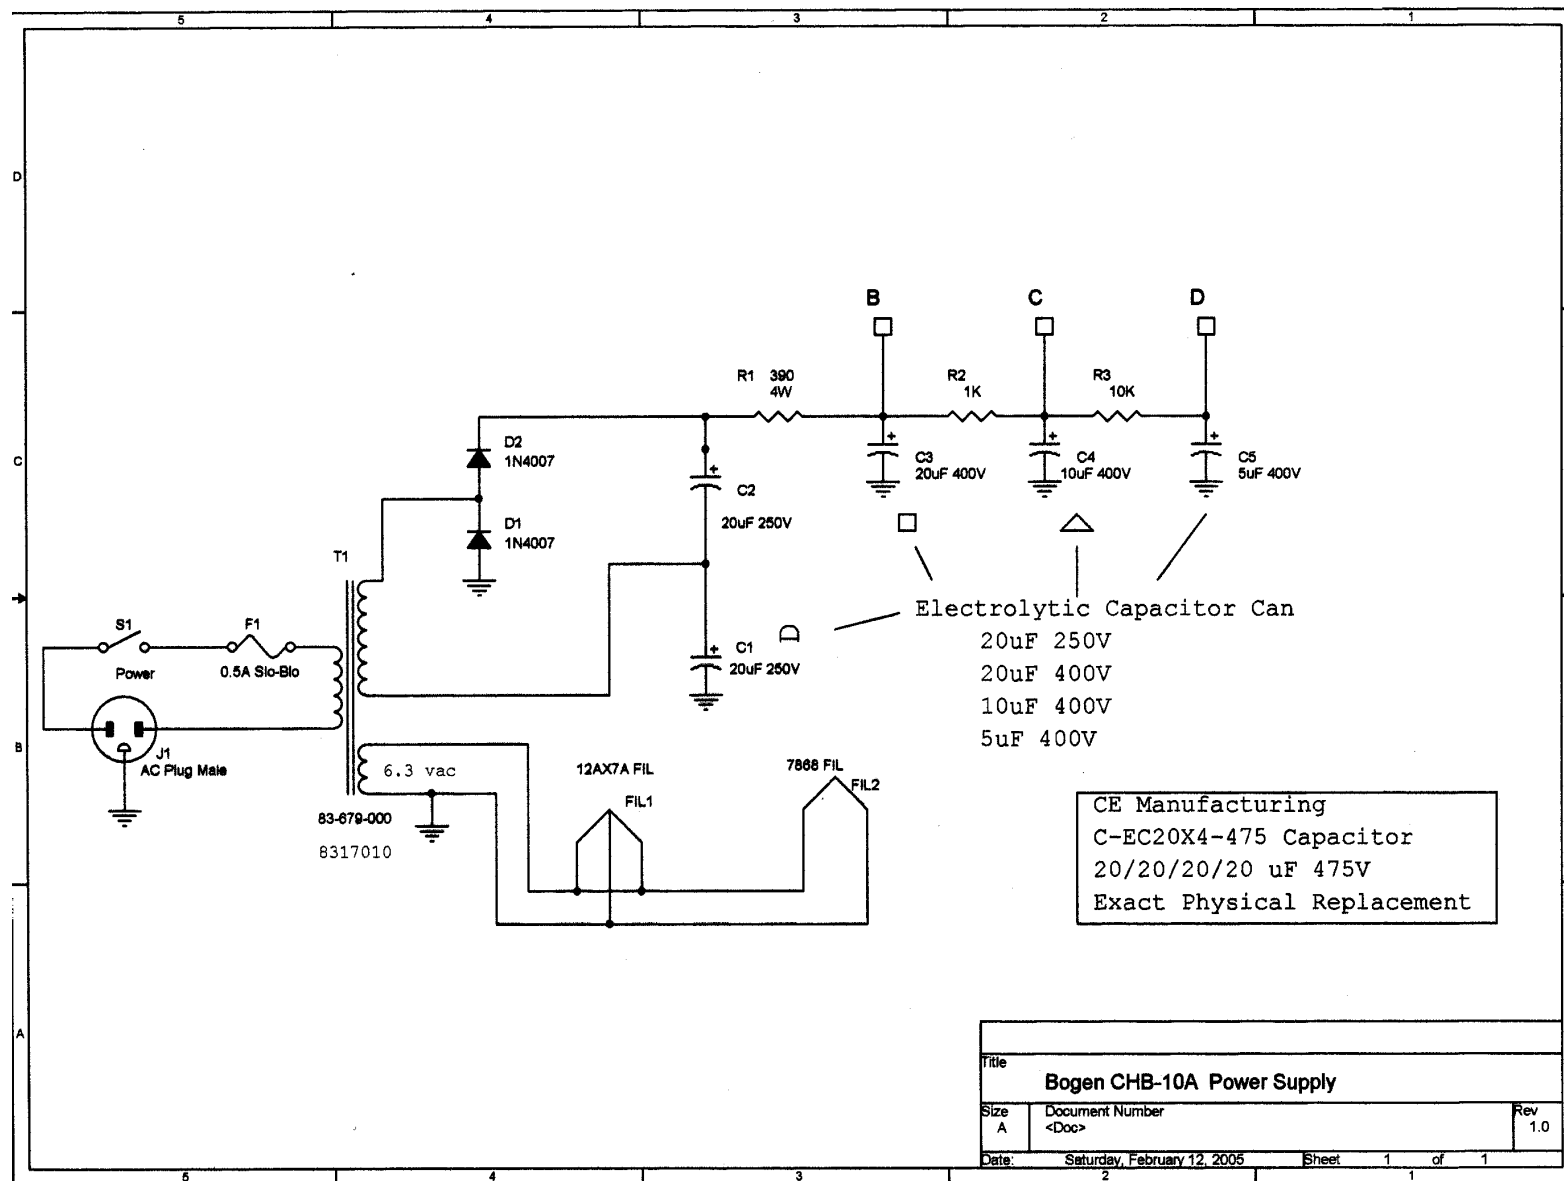 5 4 3 2 1
D
B C D
R1 390
4W
R2
1K
R3
10K
D2
1N4007
C
C2
20uF 250V
C3
20uF 400V
C4
10uF 400V
C5
5uF 400V
D1
1N4007
T1
S1
Power
F1
0.5A Slo-Blo
C1
20uF 250V
D
Electrolytic Capacitor Can
20uF 250V
20uF 400V
10uF 400V
5uF 400V
B
J1
AC Plug Male
6.3 vac
12AX7A FIL
FIL1
7868 FIL
FIL2
83-679-000
8317010
CE Manufacturing
C-EC20X4-475 Capacitor
20/20/20/20 uF 475V
Exact Physical Replacement
A
Title
Bogen CHB-10A Power Supply
Size
A
Document Number
<Doc>
Rev
1.0
Date: Saturday, February 12, 2005 Sheet 1 of 1
5 4 3 2 1